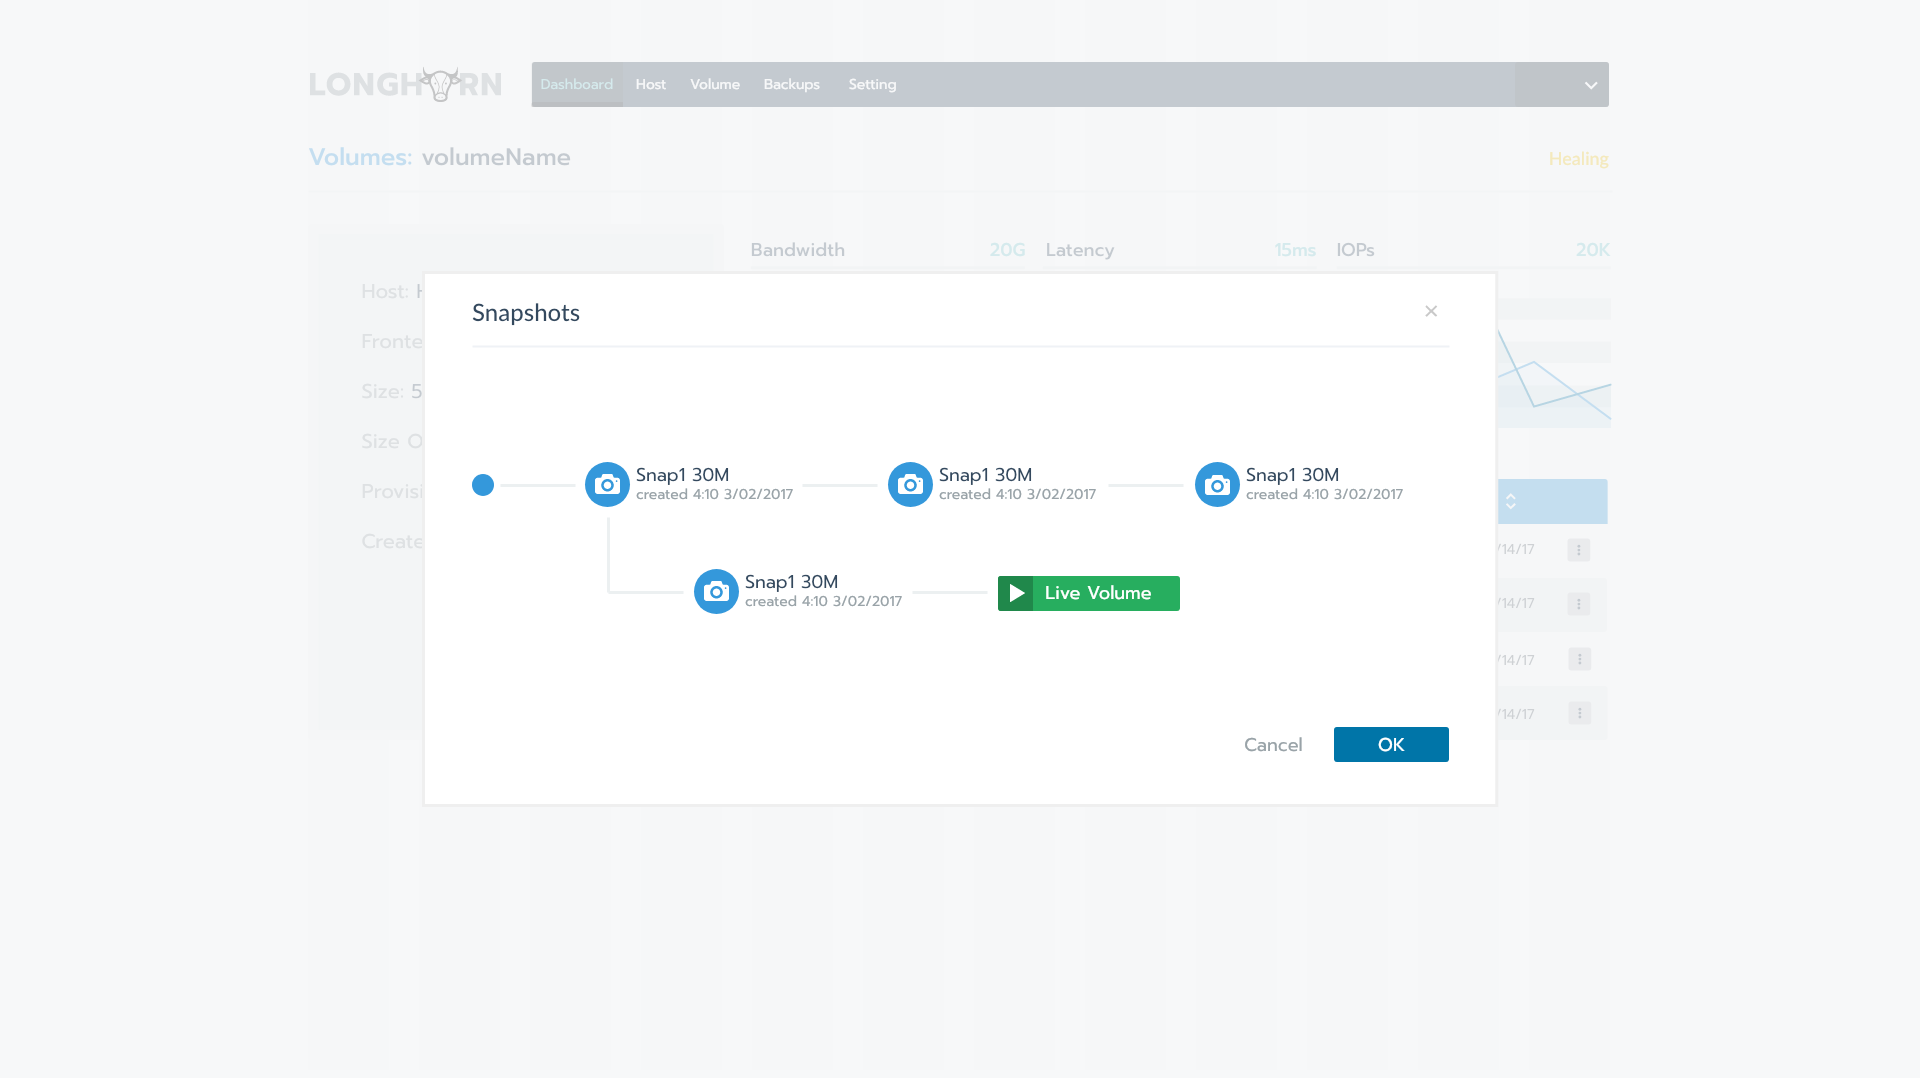 LONGHORN
Dashboard Host Volume Backups Setting
Volumes: volumeName
Healing
Bandwidth 20G Latency 15ms IOPs 20K
Host:
Size: 5
Size
Snapshots
×
Snap1 30M
created 4:10 3/02/2017
Snap1 30M
created 4:10 3/02/2017
Snap1 30M
created 4:10 3/02/2017
Snap1 30M
created 4:10 3/02/2017
Live Volume
/14/17
/14/17
/14/17
/14/17
Cancel OK